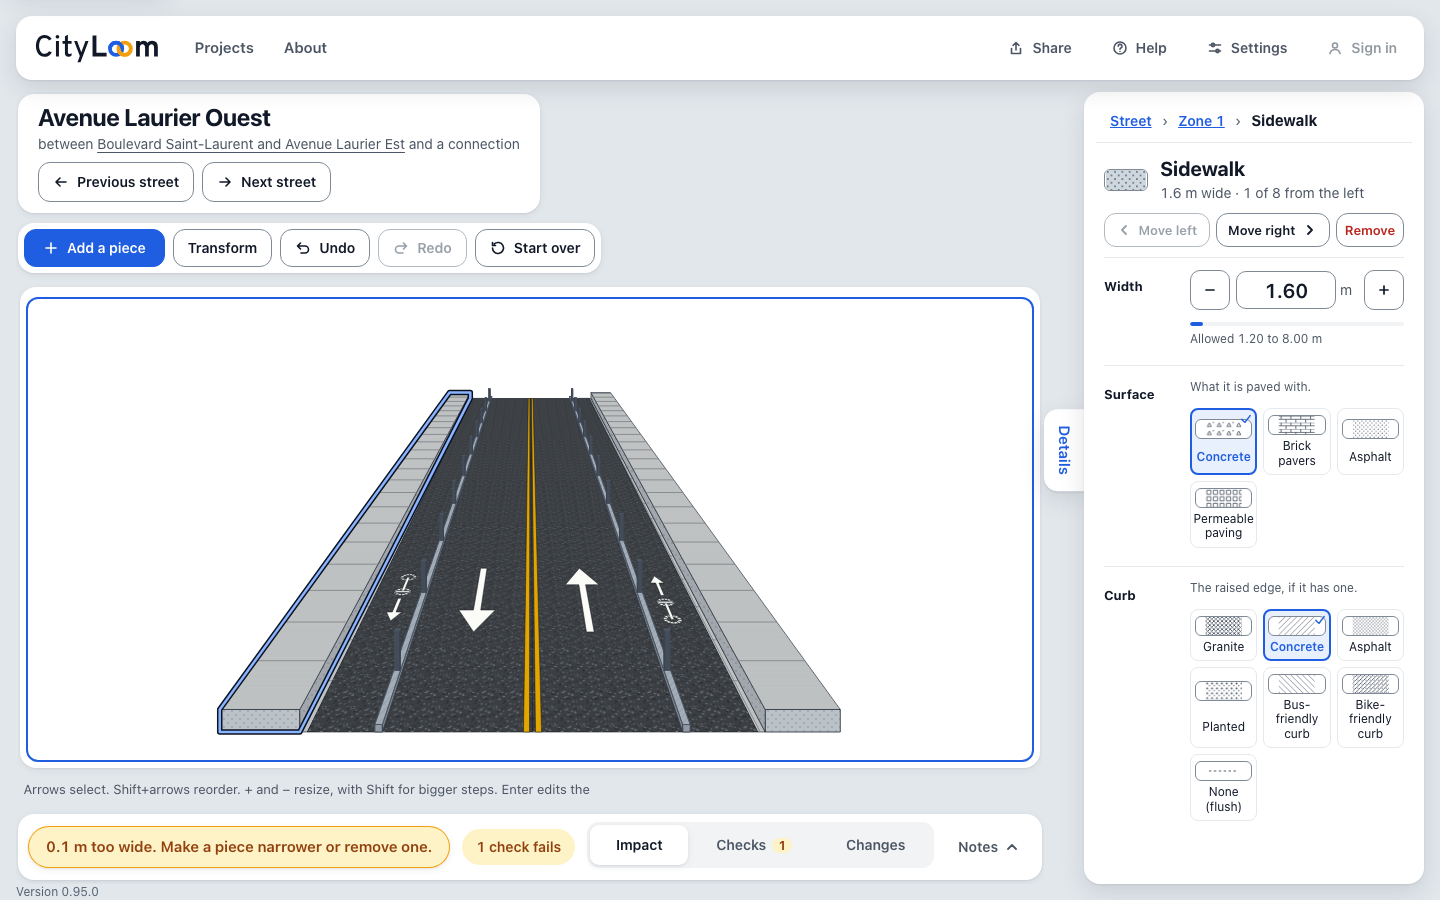 CityLoom
Projects
About
Share
Help
Settings
Sign in
Avenue Laurier Ouest
between Boulevard Saint-Laurent and Avenue Laurier Est and a connection
Previous street
Next street
Add a piece
Transform
Undo
Redo
Start over
Arrows select. Shift+arrows reorder. + and − resize, with Shift for bigger steps. Enter edits the
0.1 m too wide. Make a piece narrower or remove one.
1 check fails
Impact
Checks 1
Changes
Notes
Version 0.95.0
Details
Street › Zone 1 › Sidewalk
Sidewalk
1.6 m wide · 1 of 8 from the left
Move left
Move right
Remove
Width
−
1.60
m
+
Allowed 1.20 to 8.00 m
Surface
What it is paved with.
Concrete
Brick
pavers
Asphalt
Permeable
paving
Curb
The raised edge, if it has one.
Granite
Concrete
Asphalt
Planted
Bus-
friendly
curb
Bike-
friendly
curb
None
(flush)